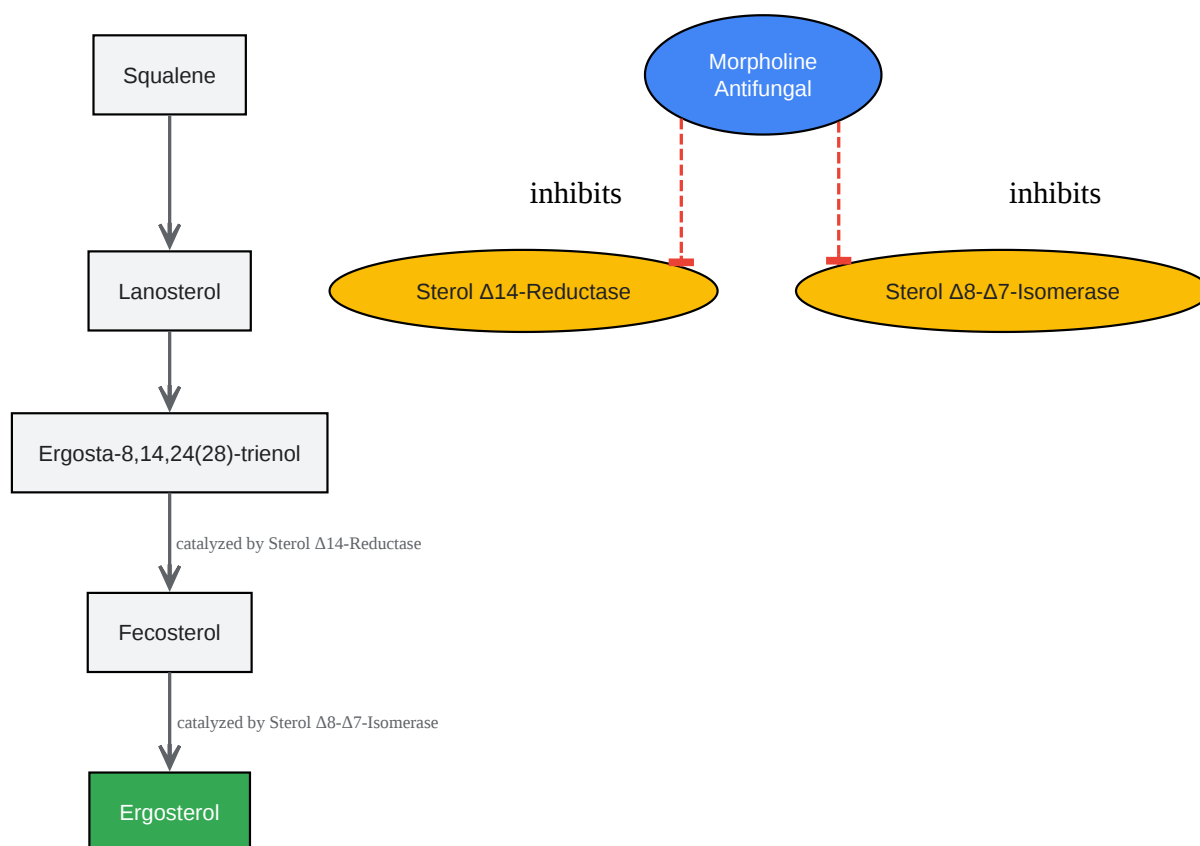 Squalene
Morpholine
Antifungal
inhibits
inhibits
Lanosterol
Sterol Δ14-Reductase
Sterol Δ8-Δ7-Isomerase
Ergosta-8,14,24(28)-trienol
catalyzed by Sterol Δ14-Reductase
Fecosterol
catalyzed by Sterol Δ8-Δ7-Isomerase
Ergosterol